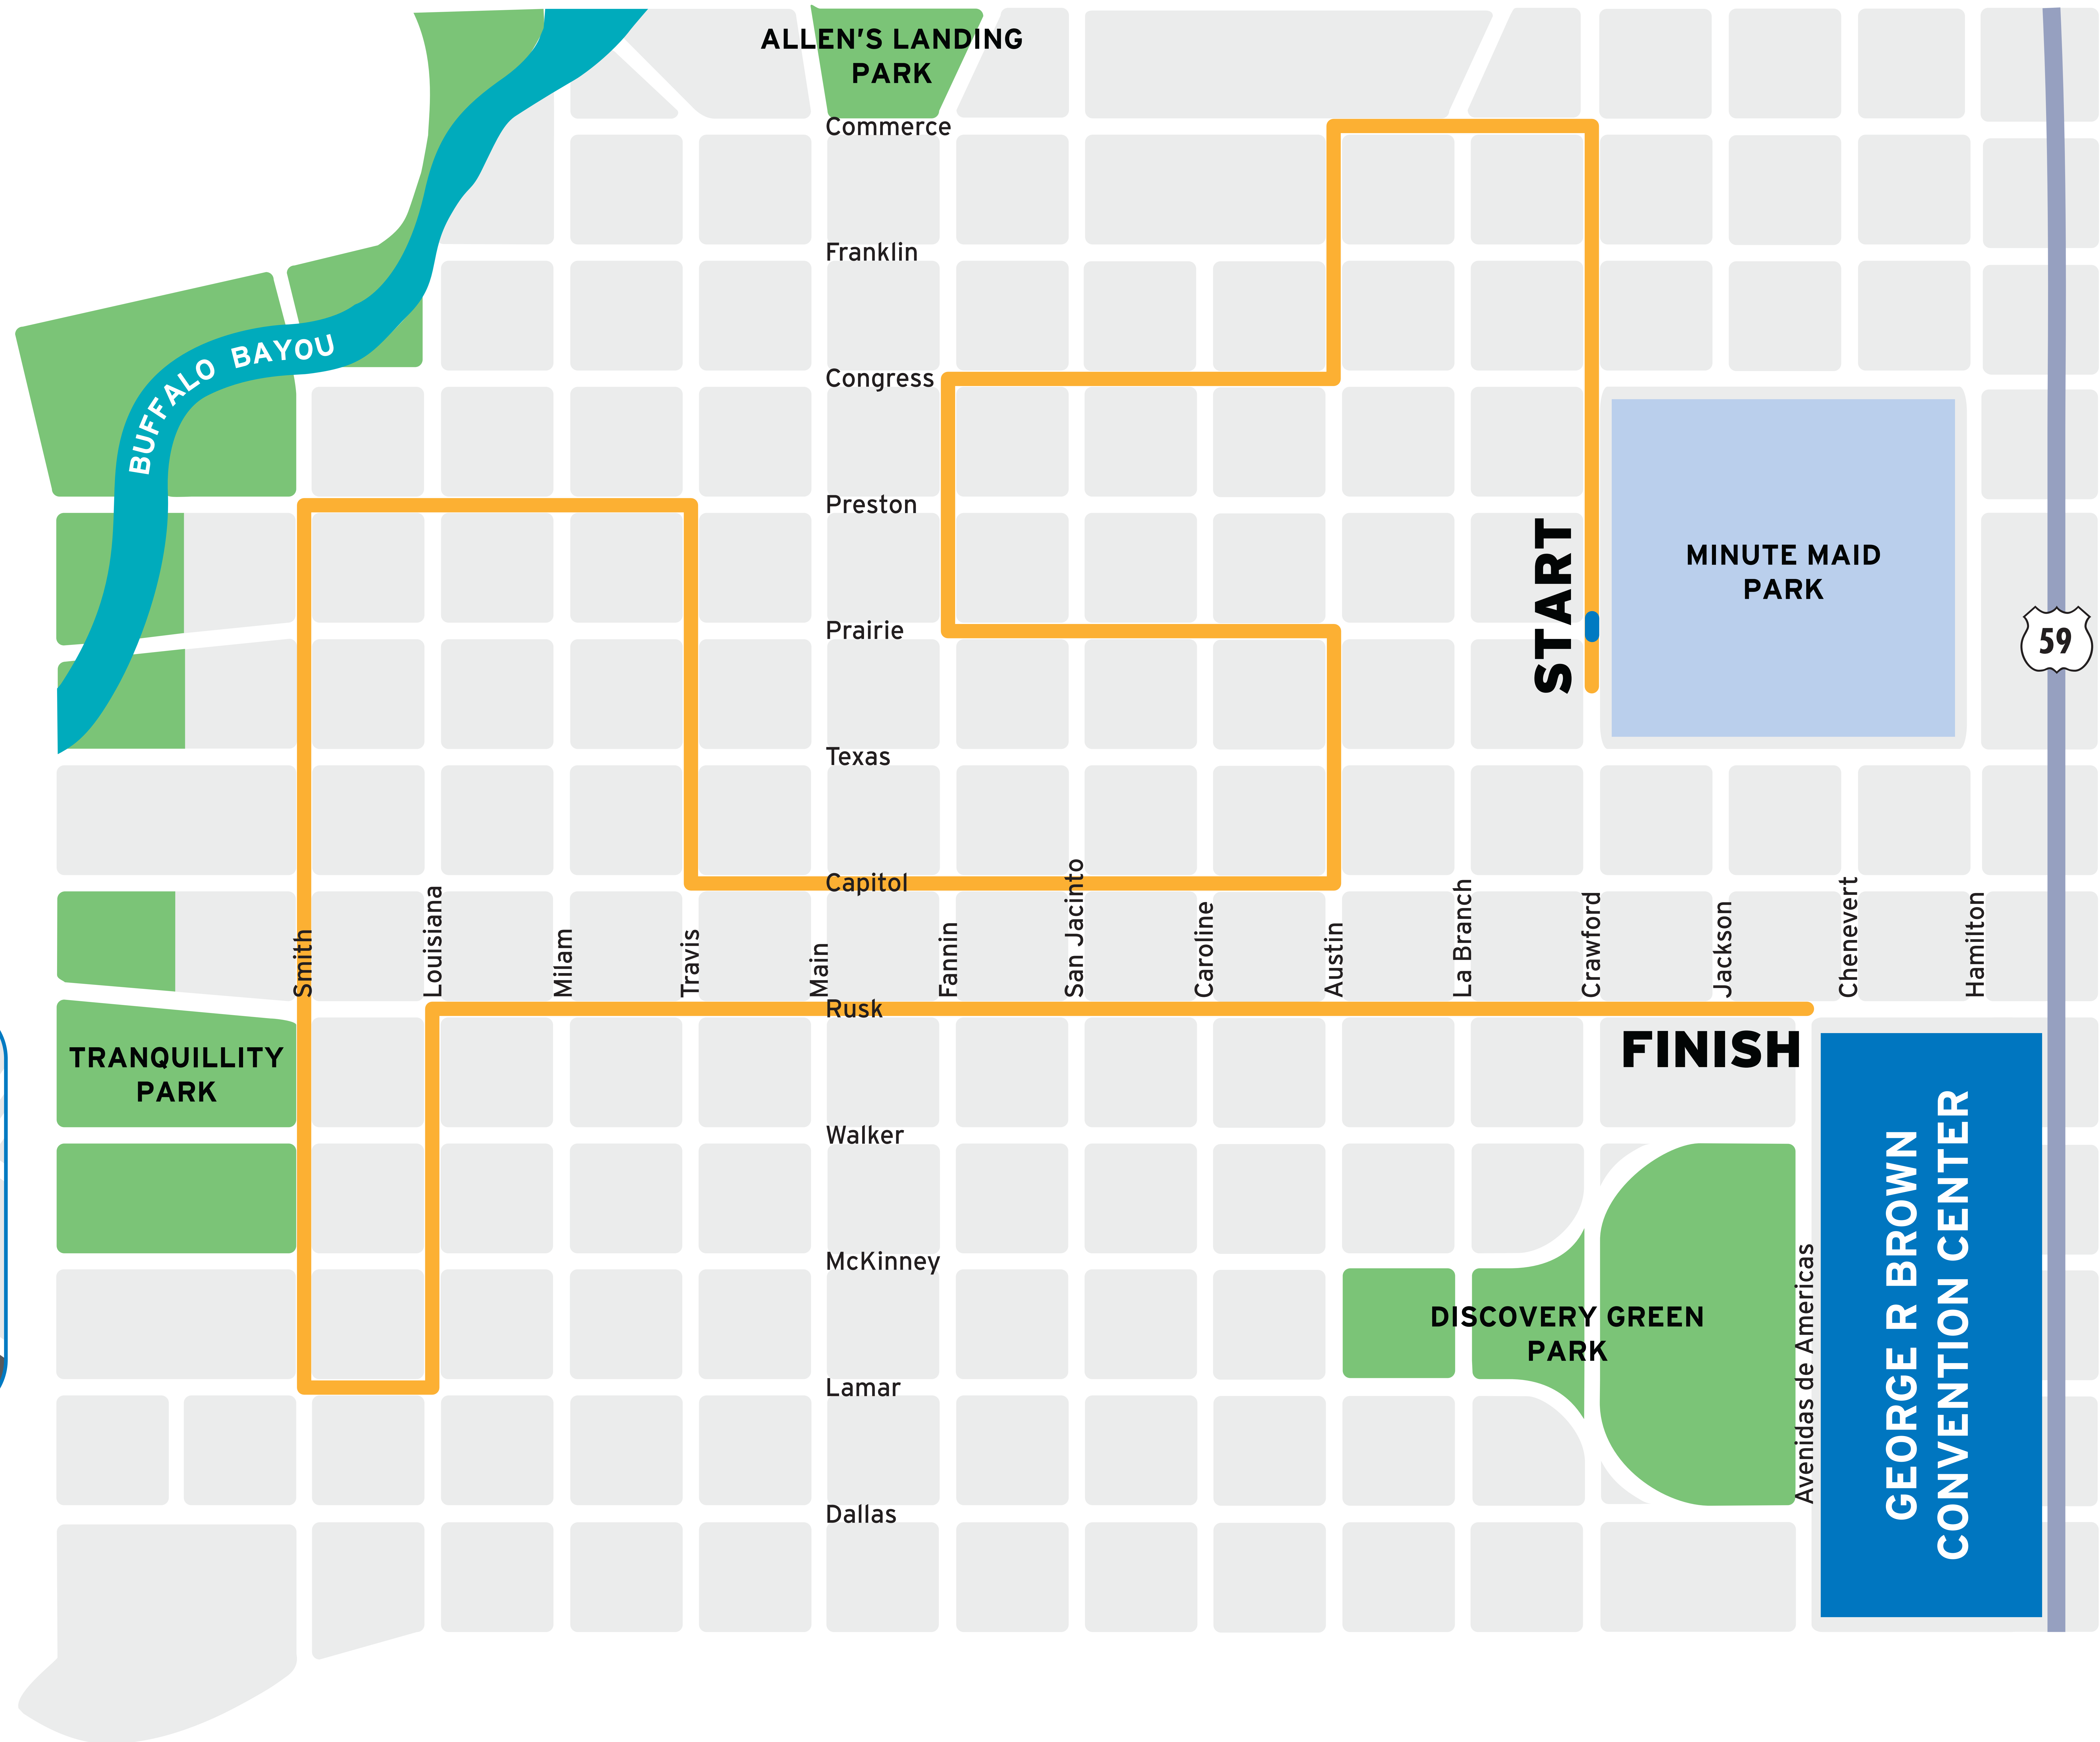 ALLEN'S LANDING
PARK
Commerce
Franklin
BUFFALO BAYOU
Congress
Preston
START
MINUTE MAID
PARK
Prairie
59
Texas
Capitol
Smith
Louisiana
Milam
Travis
Main
Fannin
San Jacinto
Caroline
Austin
La Branch
Crawford
Jackson
Chenevert
Hamilton
Rusk
FINISH
TRANQUILLITY
PARK
Walker
McKinney
DISCOVERY GREEN
PARK
Avenidas de Americas
GEORGE R BROWN
CONVENTION CENTER
Lamar
Dallas